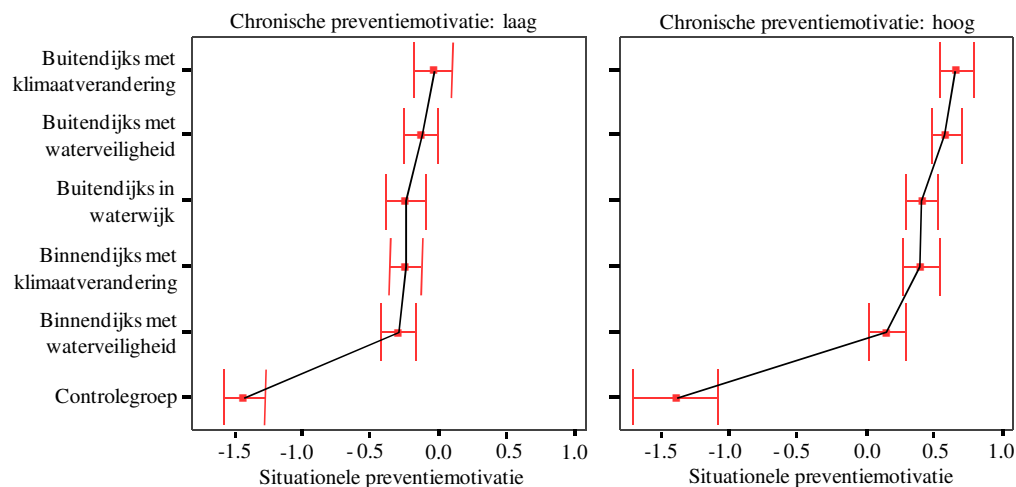 Chronische preventiemotivatie: laag
Chronische preventiemotivatie: hoog
Buitendijks met
klimaatverandering
Buitendijks met
waterveiligheid
Buitendijks in
waterwijk
Binnendijks met
klimaatverandering
Binnendijks met
waterveiligheid
Controlegroep
-1.5 -1.0 -0.5 0.0 0.5 1.0
-1.5 -1.0 -0.5 0.0 0.5 1.0
Situationele preventiemotivatie
Situationele preventiemotivatie